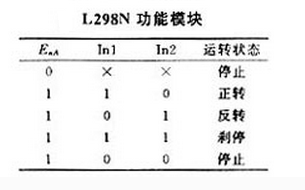 L298N 功能模块
EnA In1 In2 运转状态
0 × × 停止
1 1 0 正转
1 0 1 反转
1 1 1 刹停
1 0 0 停止